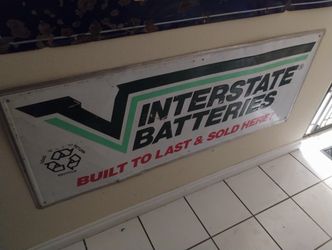 INTERSTATE
BATTERIES
BUILT TO LAST & SOLD HERE!